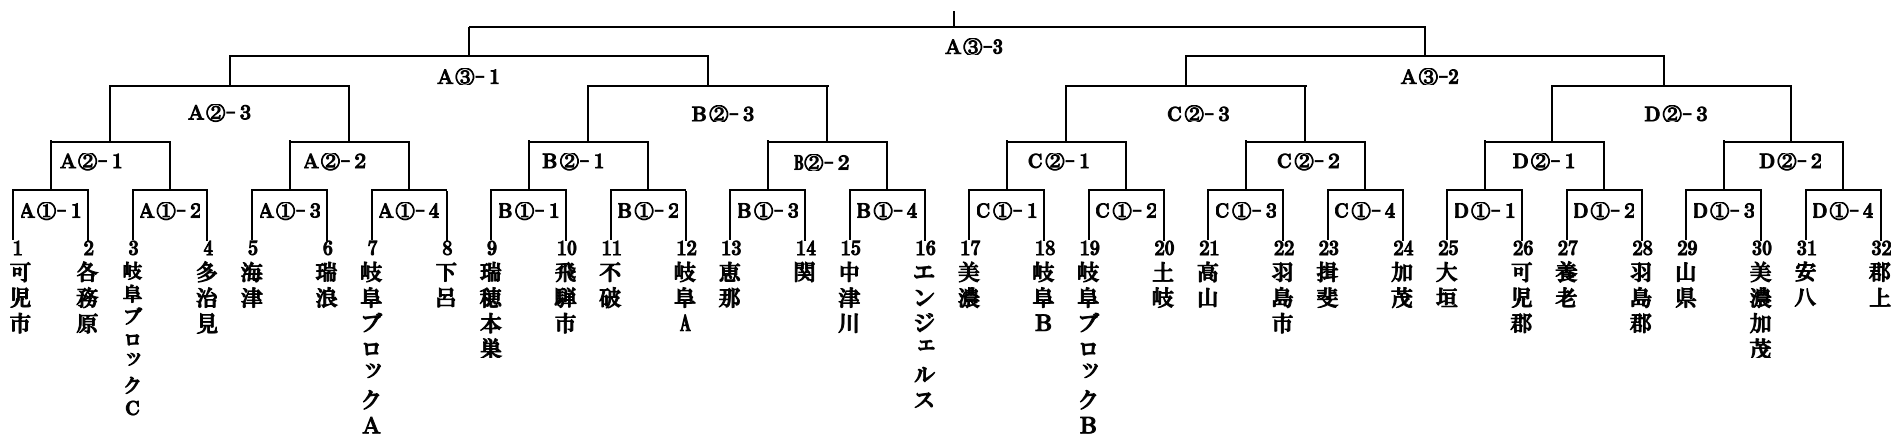 A③-3
A③-1
A③-2
A②-3
B②-3
C②-3
D②-3
A②-1
A②-2
B②-1
B②-2
C②-1
C②-2
D②-1
D②-2
A①-1
A①-2
A①-3
A①-4
B①-1
B①-2
B①-3
B①-4
C①-1
C①-2
C①-3
C①-4
D①-1
D①-2
D①-3
D①-4
1 可児市
2 各務原
3 岐阜ブロックC
4 多治見
5 海津
6 瑞浪
7 岐阜ブロックA
8 下呂
9 瑞穂本巣
10 飛騨市
11 不破
12 岐阜A
13 恵那
14 関
15 中津川
16 エンジェルス
17 美濃
18 岐阜B
19 岐阜ブロックB
20 土岐
21 高山
22 羽島市
23 揖斐
24 加茂
25 大垣
26 可児郡
27 養老
28 羽島郡
29 山県
30 美濃加茂
31 安八
32 郡上